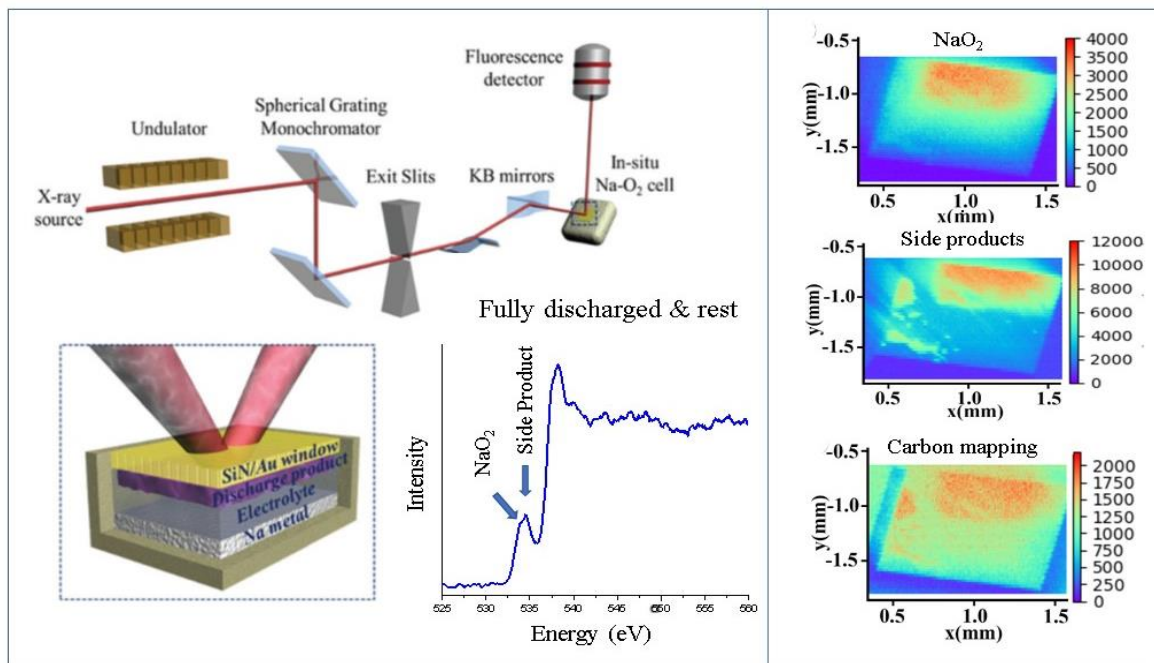 Fluorescence
detector
Spherical Grating
Monochromator
Undulator
Exit Slits
KB mirrors
In-situ
Na-O₂ cell
X-ray
source
SiN/Au window
Discharge product
Electrolyte
Na metal
Fully discharged & rest
NaO₂
Side Product
Intensity
525 530 535 540 545 550 555 560
Energy (eV)
NaO₂
-0.5
-1.0
-1.5
y(mm)
0.5 1.0 1.5
x(mm)
4000
3500
3000
2500
2000
1500
1000
500
0
Side products
-0.5
-1.0
-1.5
y(mm)
0.5 1.0 1.5
x(mm)
12000
10000
8000
6000
4000
2000
0
Carbon mapping
-0.5
-1.0
-1.5
y(mm)
0.5 1.0 1.5
x(mm)
2000
1750
1500
1250
1000
750
500
250
0